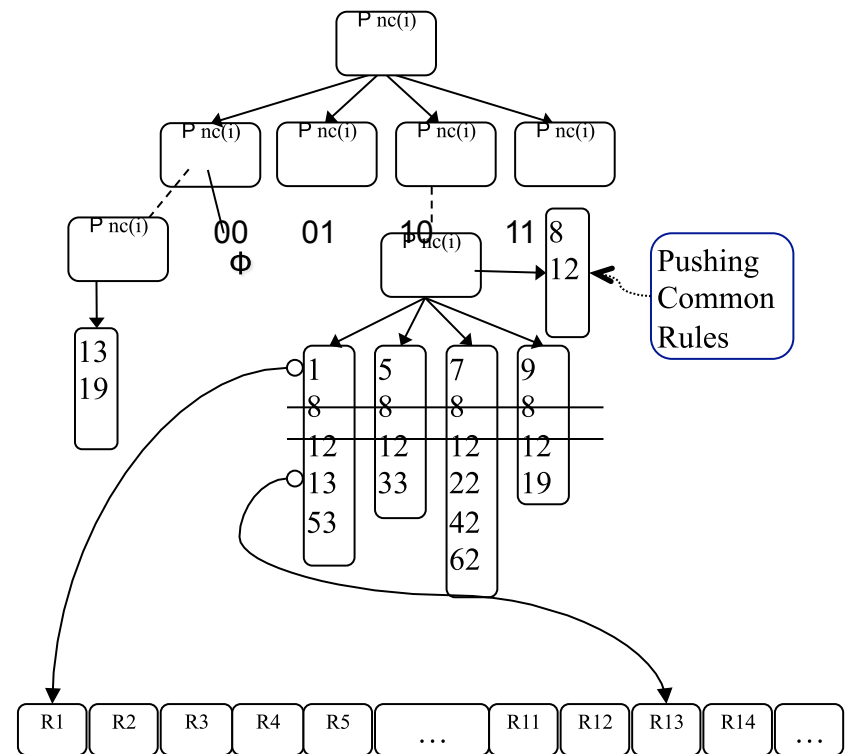 P nc(i)
P nc(i)
P nc(i)
P nc(i)
P nc(i)
P nc(i)
00
01
10
11
Φ
P nc(i)
8
12
Pushing
Common
Rules
13
19
1
8
12
13
53
5
8
12
33
7
8
12
22
42
62
9
8
12
19
R1 R2 R3 R4 R5 ... R11 R12 R13 R14 ...